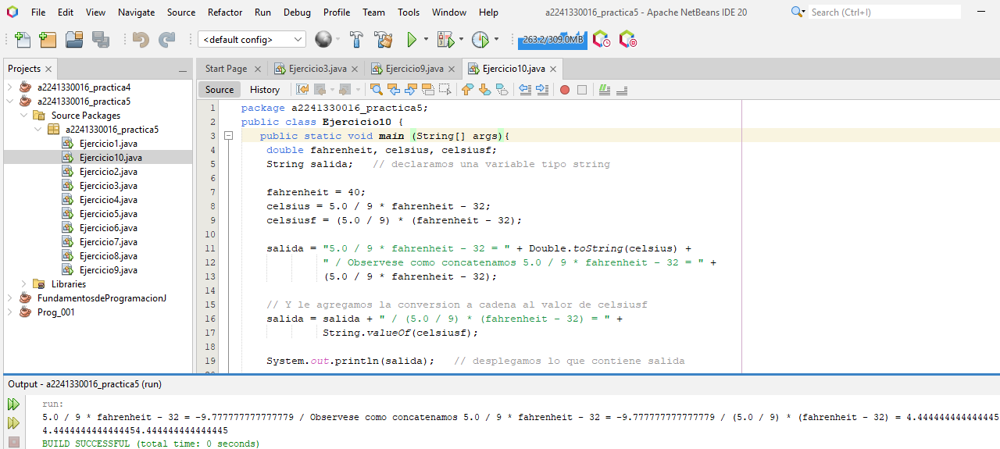 File Edit View Navigate Source Refactor Run Debug Profile Team Tools Window Help a2241330016_practica5 - Apache NetBeans IDE 20 Search (Ctrl+I)
<default config> 263.2/309.0MB
Projects
Start Page Ejercicio3.java Ejercicio9.java Ejercicio10.java
Source History
a2241330016_practica4
a2241330016_practica5
Source Packages
a2241330016_practica5
Ejercicio1.java
Ejercicio10.java
Ejercicio2.java
Ejercicio3.java
Ejercicio4.java
Ejercicio5.java
Ejercicio6.java
Ejercicio7.java
Ejercicio8.java
Ejercicio9.java
Libraries
FundamentosdeProgramacionJ
Prog_001
1 package a2241330016_practica5;
2 public class Ejercicio10 {
3 public static void main (String[] args){
4 double fahrenheit, celsius, celsiusf;
5 String salida; // declaramos una variable tipo string
6
7 fahrenheit = 40;
8 celsius = 5.0 / 9 * fahrenheit - 32;
9 celsiusf = (5.0 / 9) * (fahrenheit - 32);
10
11 salida = "5.0 / 9 * fahrenheit - 32 = " + Double.toString(celsius) +
12 " / Observese como concatenamos 5.0 / 9 * fahrenheit - 32 = " +
13 (5.0 / 9 * fahrenheit - 32);
14
15 // Y le agregamos la conversion a cadena al valor de celsiusf
16 salida = salida + " / (5.0 / 9) * (fahrenheit - 32) = " +
17 String.valueOf(celsiusf);
18
19 System.out.println(salida); // desplegamos lo que contiene salida
Output - a2241330016_practica5 (run)
run:
5.0 / 9 * fahrenheit - 32 = -9.777777777777779 / Observese como concatenamos 5.0 / 9 * fahrenheit - 32 = -9.777777777777779 / (5.0 / 9) * (fahrenheit - 32) = 4.444444444444445
4.4444444444444454.444444444444445
BUILD SUCCESSFUL (total time: 0 seconds)